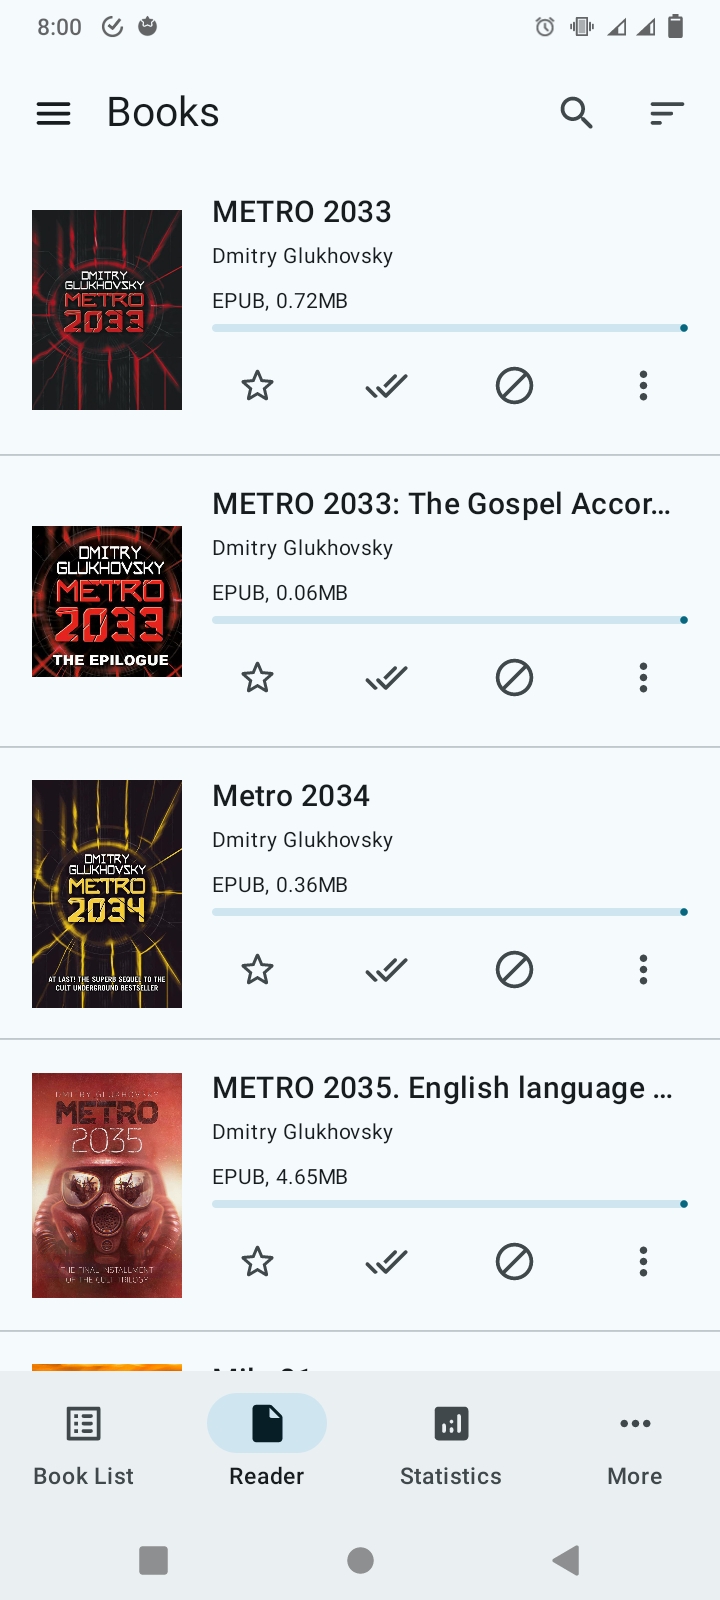 8:00
Books
METRO 2033
Dmitry Glukhovsky
EPUB, 0.72MB
DMITRY
GLUKHOVSKY
METRO
2033
METRO 2033: The Gospel Accor...
Dmitry Glukhovsky
EPUB, 0.06MB
DMITRY
GLUKHOVSKY
METRO
2033
THE EPILOGUE
Metro 2034
Dmitry Glukhovsky
EPUB, 0.36MB
DMITRY
GLUKHOVSKY
METRO
2034
AT LAST! THE SUPERB SEQUEL TO THE
CULT UNDERGROUND BESTSELLER
METRO 2035. English language ...
Dmitry Glukhovsky
EPUB, 4.65MB
DMITRY GLUKHOVSKY
METRO
2035
THE FINAL INSTALLMENT
OF THE CULT TRILOGY
Book List
Reader
Statistics
More